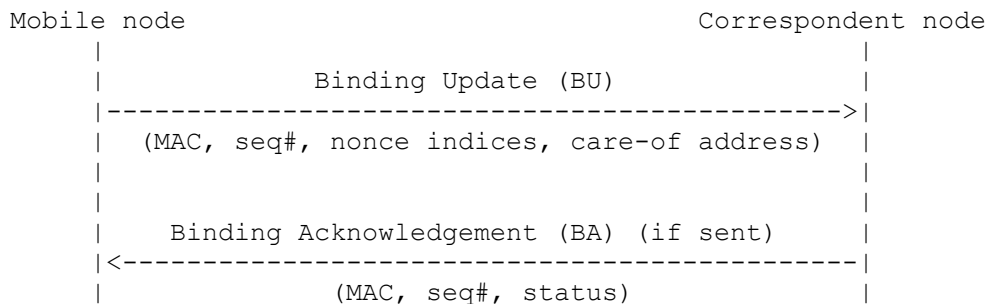 Mobile node Correspondent node
Binding Update (BU)
(MAC, seq#, nonce indices, care-of address)
Binding Acknowledgement (BA) (if sent)
(MAC, seq#, status)